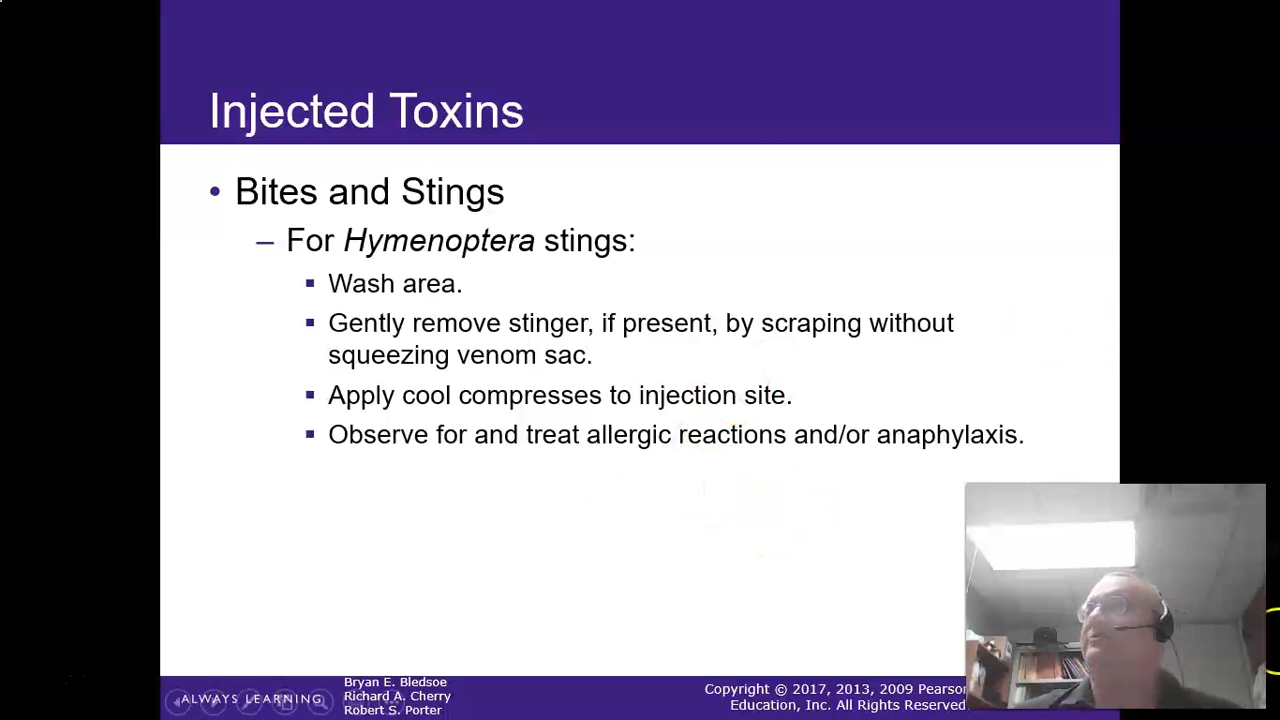 Injected Toxins
• Bites and Stings
– For Hymenoptera stings:
▪ Wash area.
▪ Gently remove stinger, if present, by scraping without
squeezing venom sac.
▪ Apply cool compresses to injection site.
▪ Observe for and treat allergic reactions and/or anaphylaxis.
ALWAYS LEARNING
Bryan E. Bledsoe
Richard A. Cherry
Robert S. Porter
Copyright © 2017, 2013, 2009 Pearson
Education, Inc. All Rights Reserved.